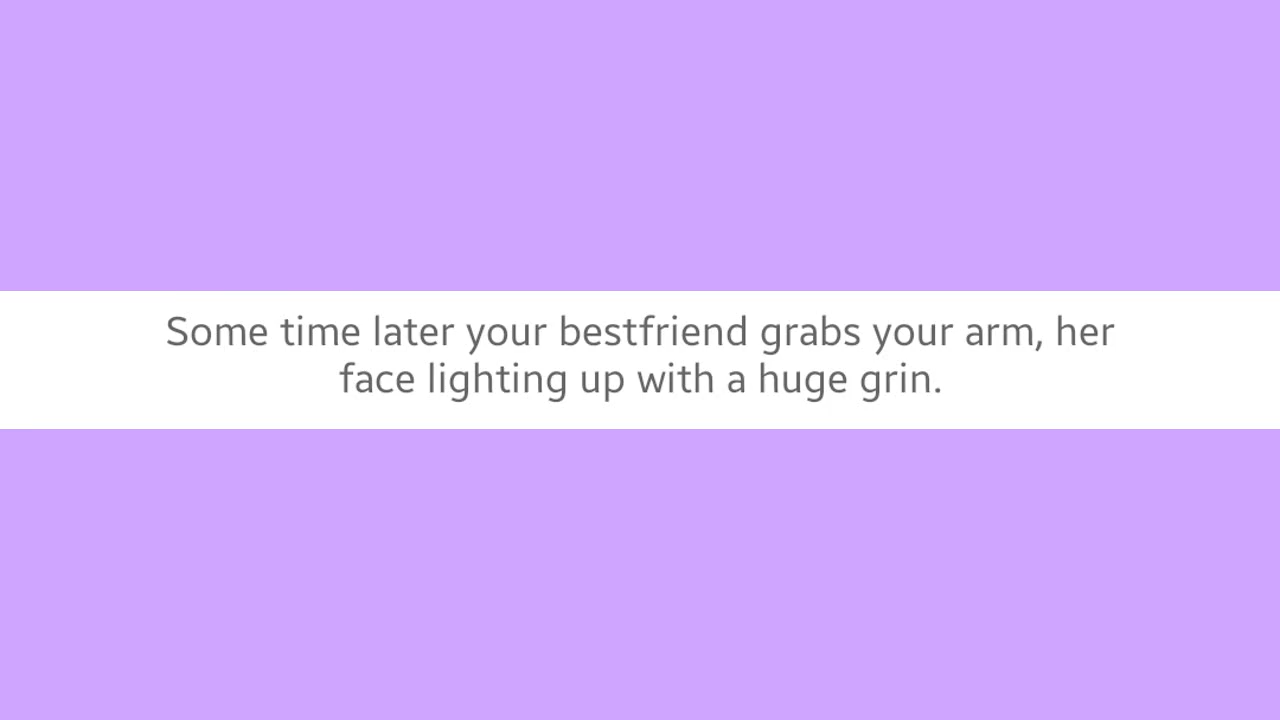 Some time later your bestfriend grabs your arm, her
face lighting up with a huge grin.